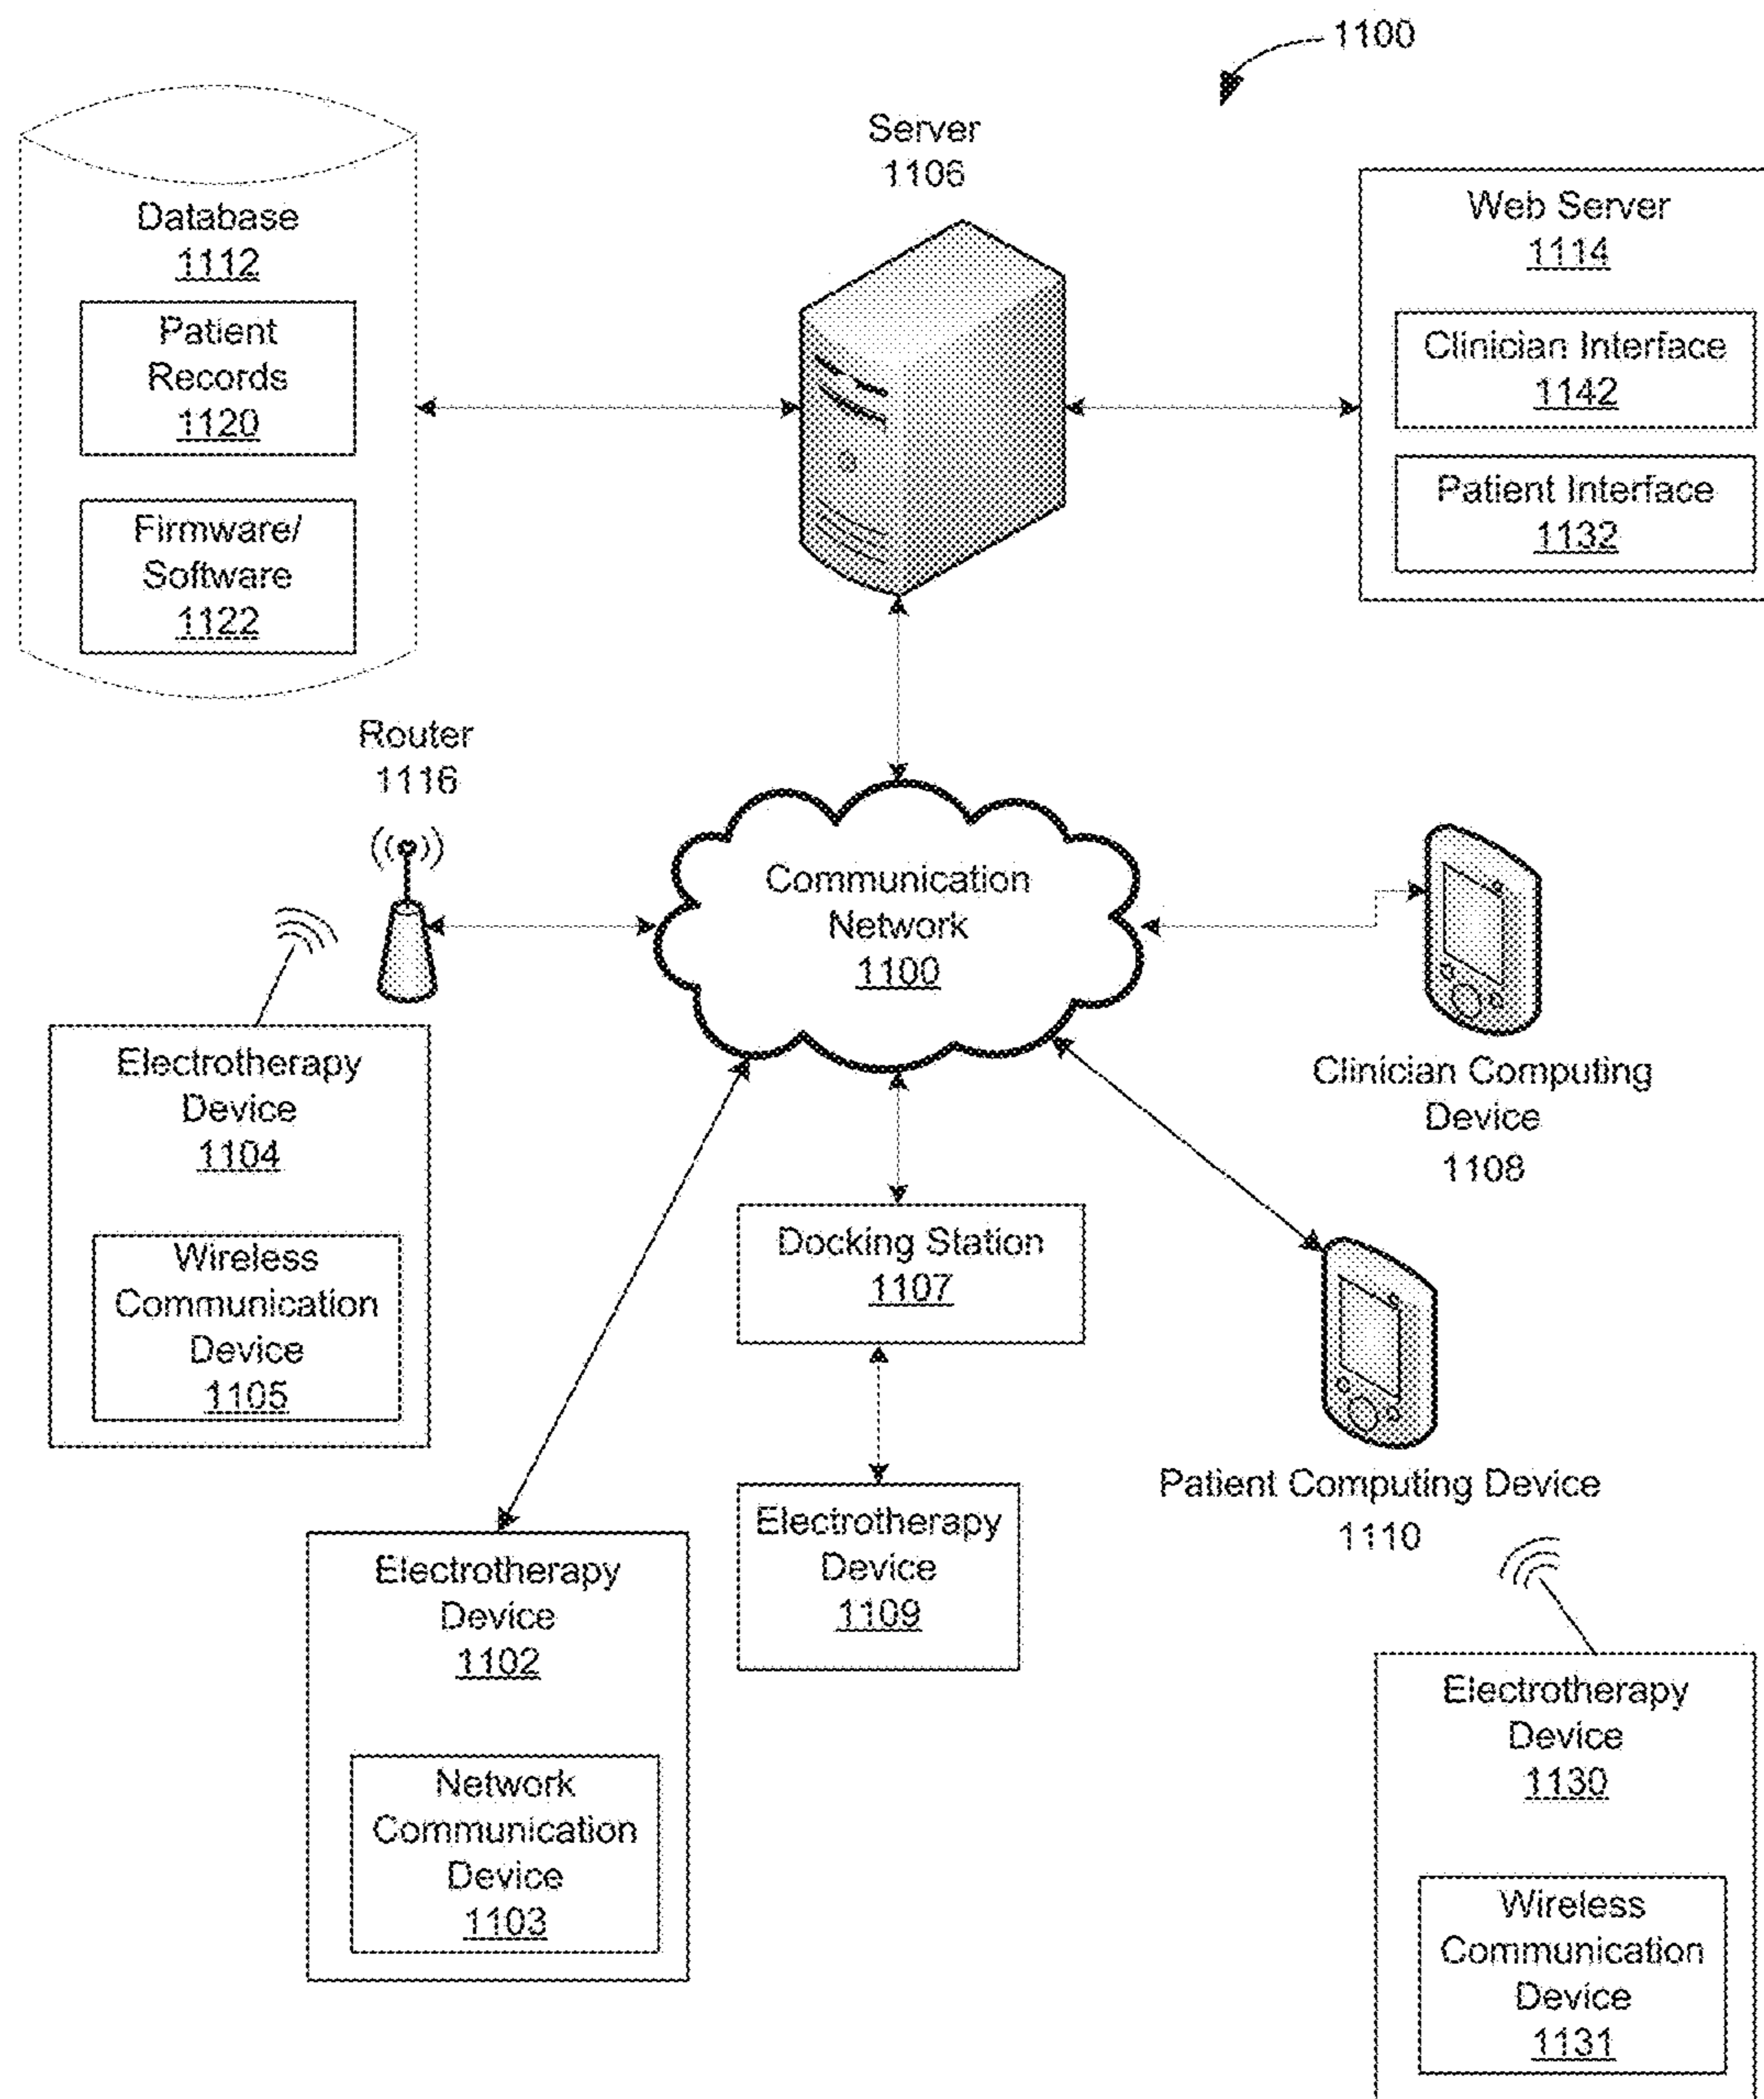 1100
Server
1106
Database
1112
Patient
Records
1120
Firmware/
Software
1122
Web Server
1114
Clinician Interface
1142
Patient Interface
1132
Router
1116
Communication
Network
1100
Clinician Computing
Device
1108
Electrotherapy
Device
1104
Wireless
Communication
Device
1105
Docking Station
1107
Patient Computing Device
1110
Electrotherapy
Device
1109
Electrotherapy
Device
1102
Network
Communication
Device
1103
Electrotherapy
Device
1130
Wireless
Communication
Device
1131